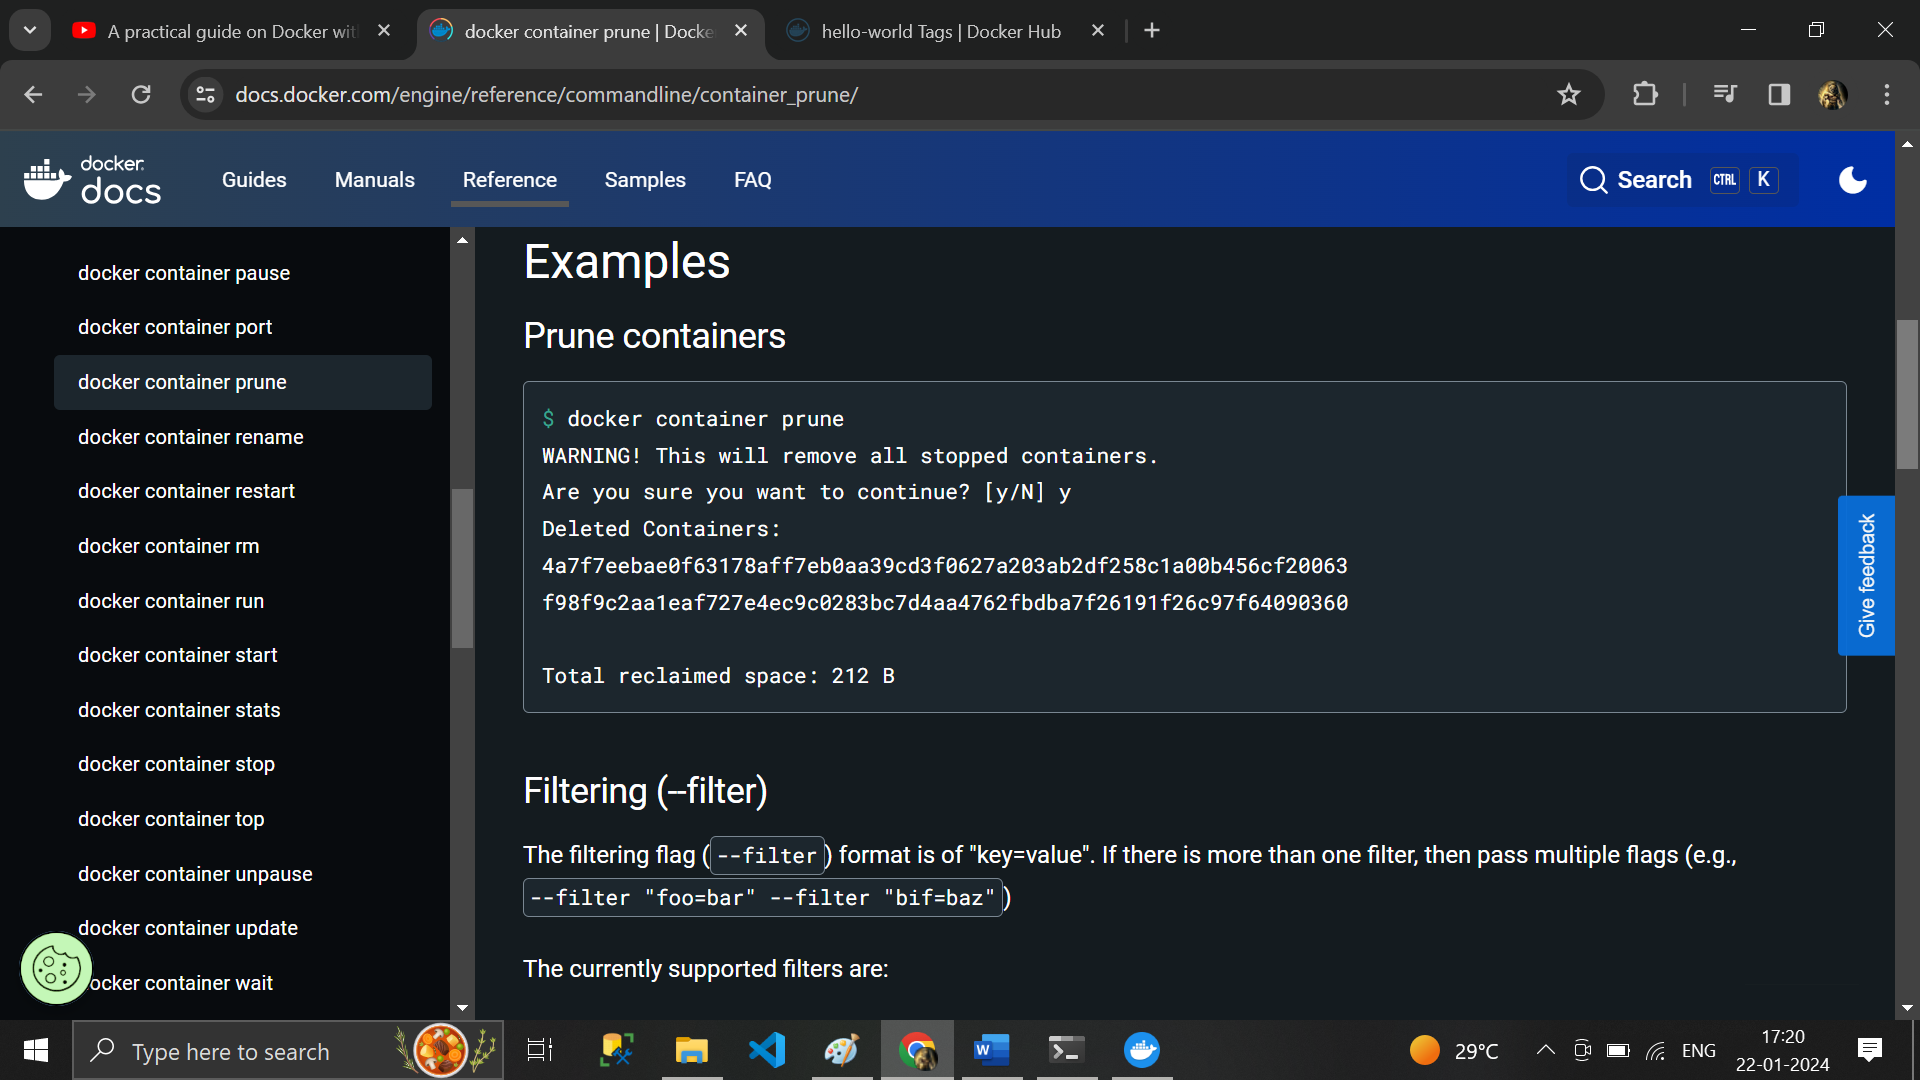 A practical guide on Docker wit
docker container prune | Docke
hello-world Tags | Docker Hub
docs.docker.com/engine/reference/commandline/container_prune/
docker
docs
Guides
Manuals
Reference
Samples
FAQ
Search
CTRL
K
docker container pause
docker container port
docker container prune
docker container rename
docker container restart
docker container rm
docker container run
docker container start
docker container stats
docker container stop
docker container top
docker container unpause
docker container update
ocker container wait
Examples
Prune containers
$ docker container prune
WARNING! This will remove all stopped containers.
Are you sure you want to continue? [y/N] y
Deleted Containers:
4a7f7eebae0f63178aff7eb0aa39cd3f0627a203ab2df258c1a00b456cf20063
f98f9c2aa1eaf727e4ec9c0283bc7d4aa4762fbdba7f26191f26c97f64090360
Total reclaimed space: 212 B
Filtering (--filter)
The filtering flag (--filter) format is of "key=value". If there is more than one filter, then pass multiple flags (e.g.,
--filter "foo=bar" --filter "bif=baz")
The currently supported filters are:
Give feedback
Type here to search
W
29°C
ENG
17:20
22-01-2024